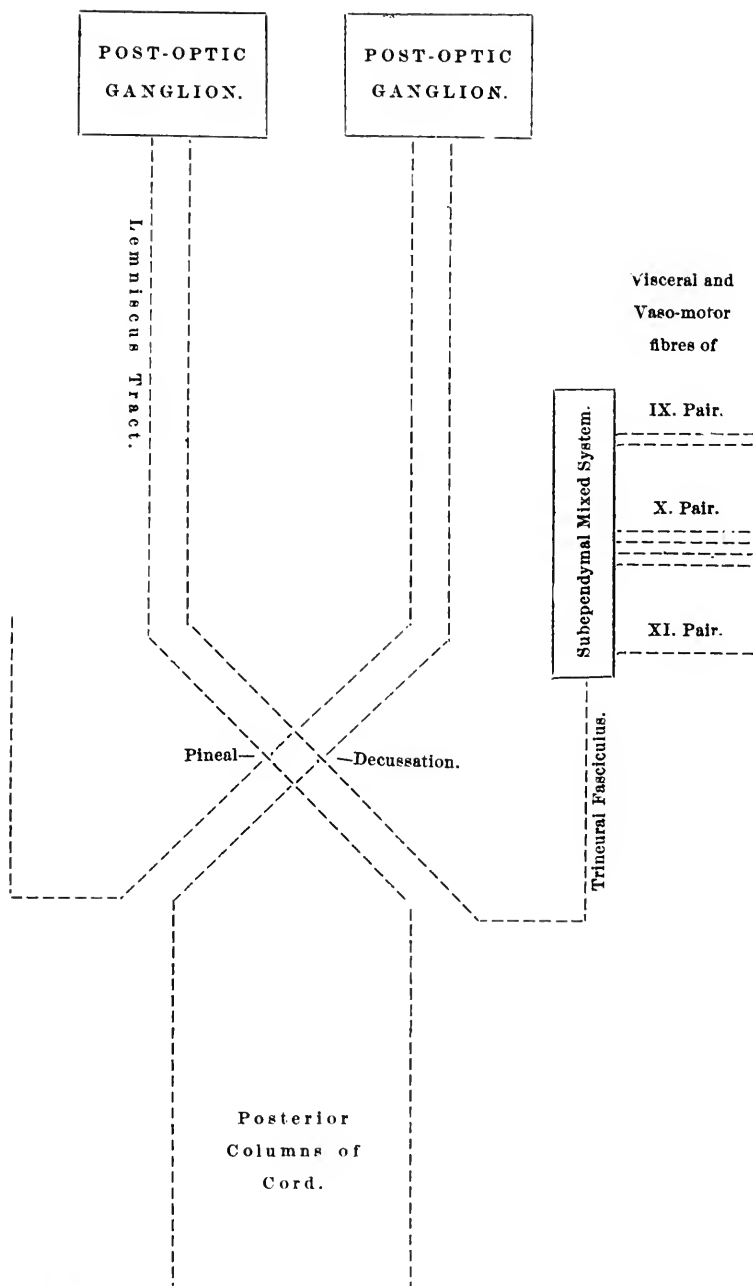 POST-OPTIC
GANGLION.
POST-OPTIC
GANGLION.
Lemniscus Tract.
Visceral and
Vaso-motor
fibres of
IX. Pair.
X. Pair.
XI. Pair.
Subependymal Mixed System.
Pineal—
—Decussation.
Trineural Fasciculus.
Posterior
Columns of
Cord.